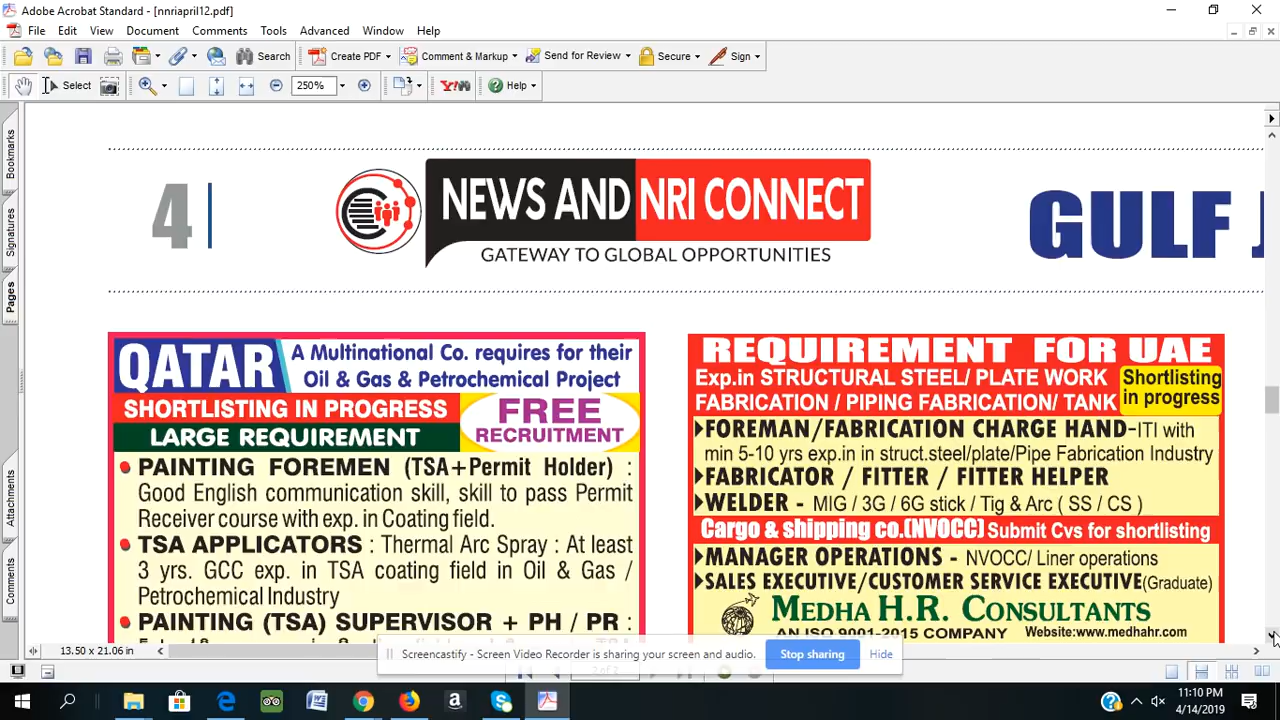 Adobe Acrobat Standard - [nnriapril12.pdf]
File Edit View Document Comments Tools Advanced Window Help
Search Create PDF Comment & Markup Send for Review Secure Sign
Select 250% Y! Help
Bookmarks
Signatures
Pages
Attachments
Comments
4
NEWS AND NRI CONNECT
GATEWAY TO GLOBAL OPPORTUNITIES
GULF
QATAR
A Multinational Co. requires for their
Oil & Gas & Petrochemical Project
SHORTLISTING IN PROGRESS
LARGE REQUIREMENT
FREE
RECRUITMENT
PAINTING FOREMEN (TSA+Permit Holder) :
Good English communication skill, skill to pass Permit
Receiver course with exp. in Coating field.
TSA APPLICATORS : Thermal Arc Spray : At least
3 yrs. GCC exp. in TSA coating field in Oil & Gas /
Petrochemical Industry
PAINTING (TSA) SUPERVISOR + PH / PR :
REQUIREMENT FOR UAE
Exp.in STRUCTURAL STEEL/ PLATE WORK
FABRICATION / PIPING FABRICATION/ TANK
Shortlisting
in progress
FOREMAN/FABRICATION CHARGE HAND-ITI with
min 5-10 yrs exp.in in struct.steel/plate/Pipe Fabrication Industry
FABRICATOR / FITTER / FITTER HELPER
WELDER - MIG / 3G / 6G stick / Tig & Arc ( SS / CS )
Cargo & shipping co.(NVOCC) Submit Cvs for shortlisting
MANAGER OPERATIONS - NVOCC/ Liner operations
SALES EXECUTIVE/CUSTOMER SERVICE EXECUTIVE(Graduate)
MEDHA H.R. CONSULTANTS
AN ISO 9001-2015 COMPANY Website:www.medhahr.com
13.50 x 21.06 in
Screencastify - Screen Video Recorder is sharing your screen and audio. Stop sharing Hide
2 of 2
11:10 PM
4/14/2019